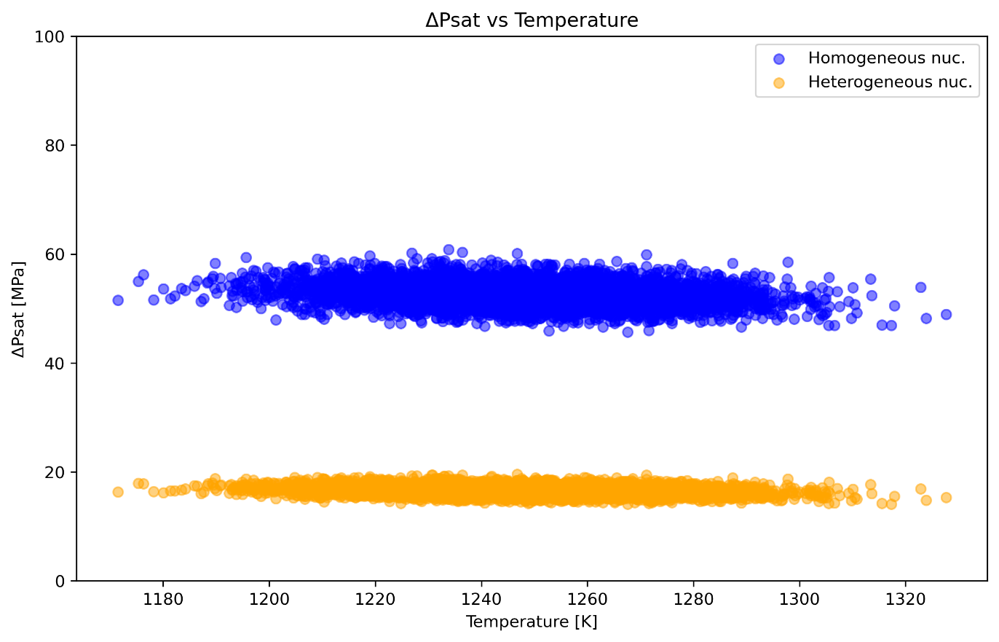 ΔPsat vs Temperature
Homogeneous nuc.
Heterogeneous nuc.
100
80
60
40
20
0
ΔPsat [MPa]
1180 1200 1220 1240 1260 1280 1300 1320
Temperature [K]